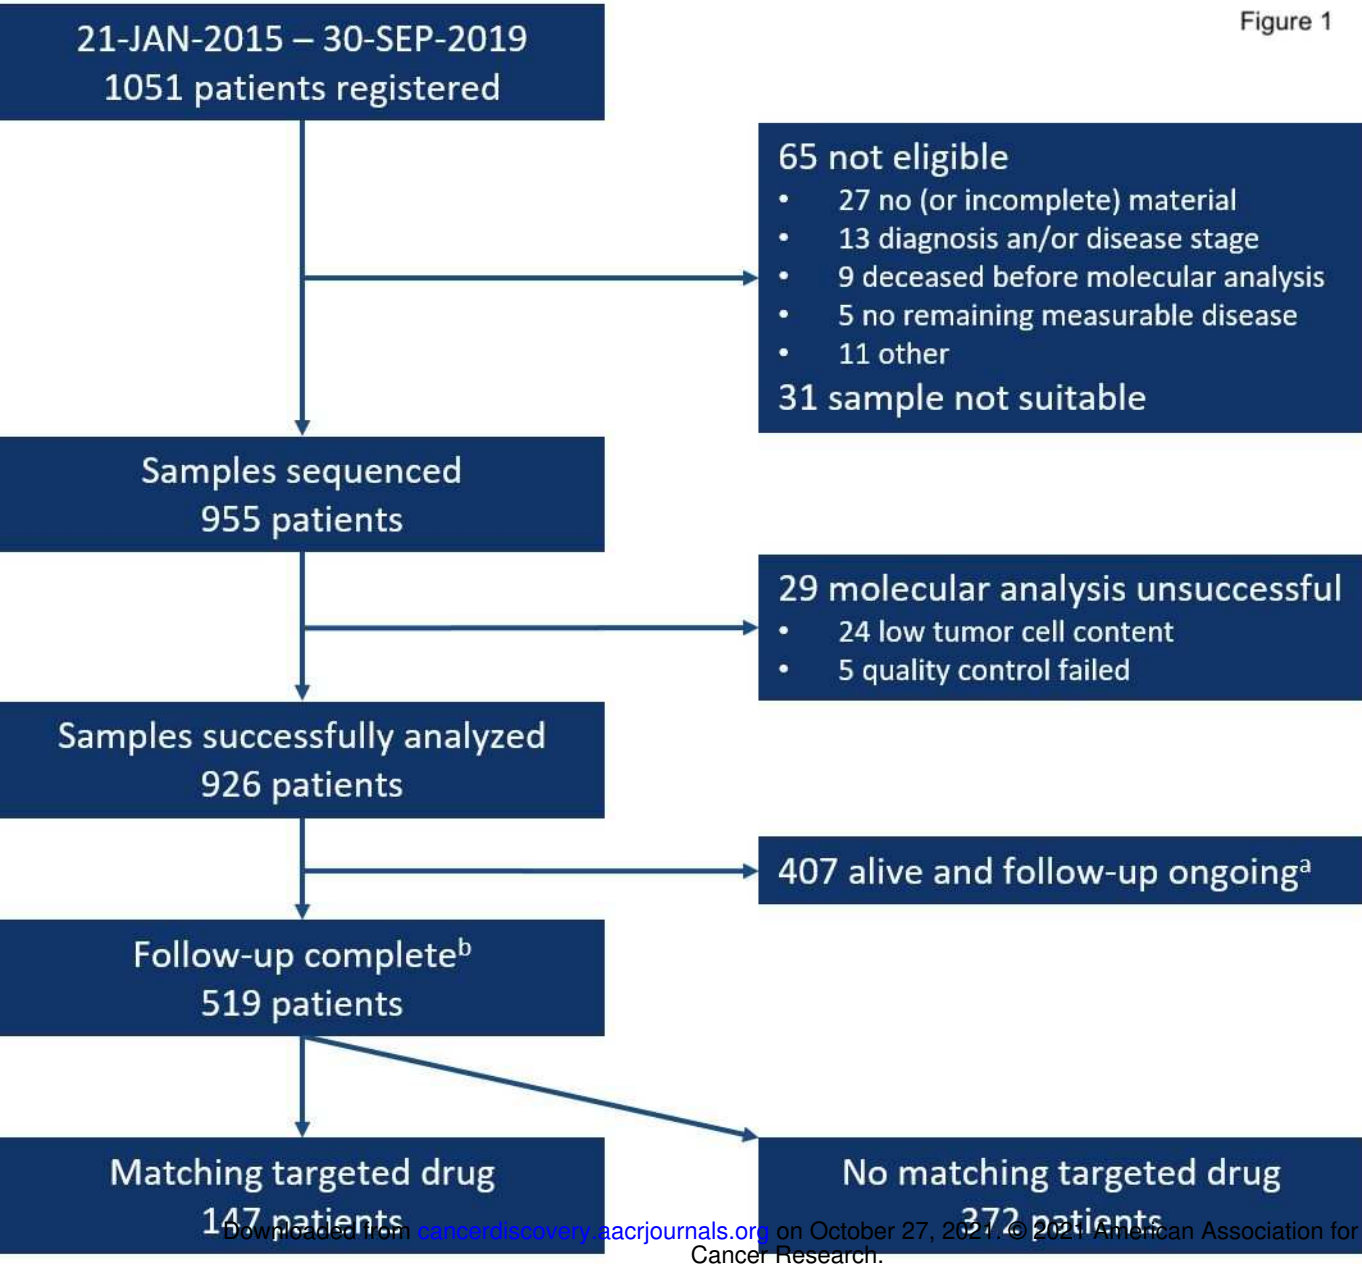 Figure 1
21-JAN-2015 – 30-SEP-2019
1051 patients registered
65 not eligible
• 27 no (or incomplete) material
• 13 diagnosis an/or disease stage
• 9 deceased before molecular analysis
• 5 no remaining measurable disease
• 11 other
31 sample not suitable
Samples sequenced
955 patients
29 molecular analysis unsuccessful
• 24 low tumor cell content
• 5 quality control failed
Samples successfully analyzed
926 patients
407 alive and follow-up ongoingᵃ
Follow-up completeᵇ
519 patients
Matching targeted drug
147 patients
No matching targeted drug
372 patients
Downloaded from cancerdiscovery.aacrjournals.org on October 27, 2021. © 2021 American Association for
Cancer Research.